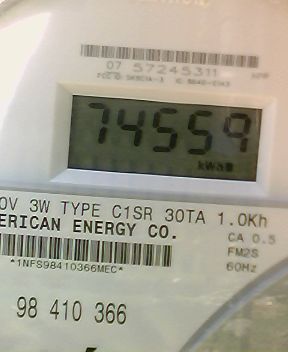 07 57245311
74559
kWh
0V 3W TYPE C1SR 30TA 1.0Kh
ERICAN ENERGY CO.
CA 0.5
FM2S
60Hz
*1NFS98410366MEC*
98 410 366